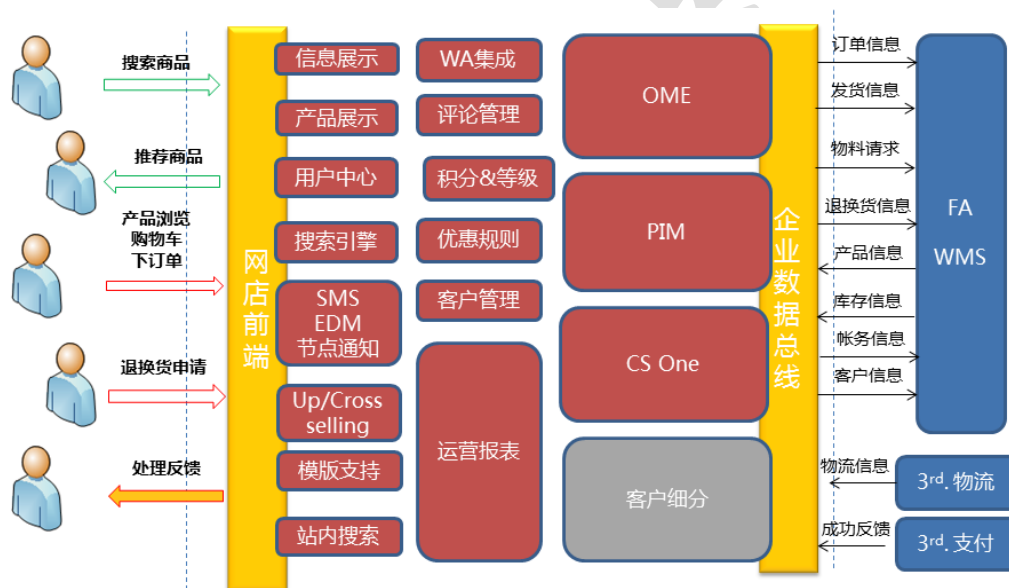 搜索商品
推荐商品
产品浏览
购物车
下订单
退换货申请
处理反馈
网店前端
信息展示
产品展示
用户中心
搜索引擎
SMS
EDM
节点通知
Up/Cross
selling
模版支持
站内搜索
WA集成
评论管理
积分&等级
优惠规则
客户管理
运营报表
OME
PIM
CS One
客户细分
企业数据总线
订单信息
发货信息
物料请求
退换货信息
产品信息
库存信息
帐务信息
客户信息
物流信息
成功反馈
FA
WMS
3rd. 物流
3rd. 支付